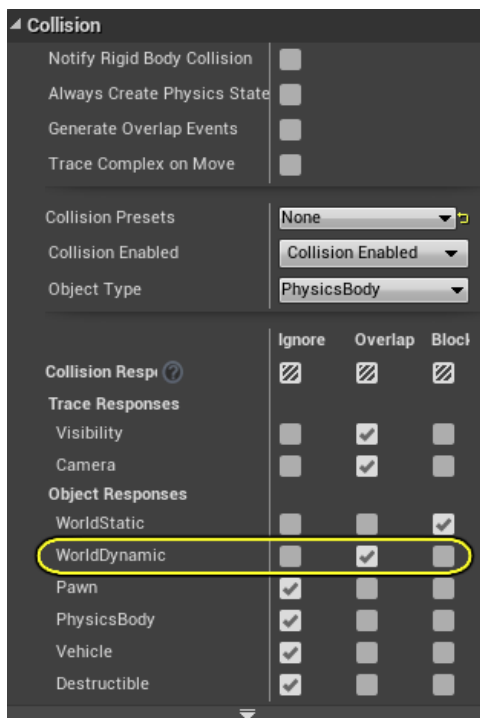 Collision
Notify Rigid Body Collision
Always Create Physics State
Generate Overlap Events
Trace Complex on Move
Collision Presets None
Collision Enabled Collision Enabled
Object Type PhysicsBody
Ignore Overlap Block
Collision Resp ?
Trace Responses
Visibility
Camera
Object Responses
WorldStatic
WorldDynamic
Pawn
PhysicsBody
Vehicle
Destructible